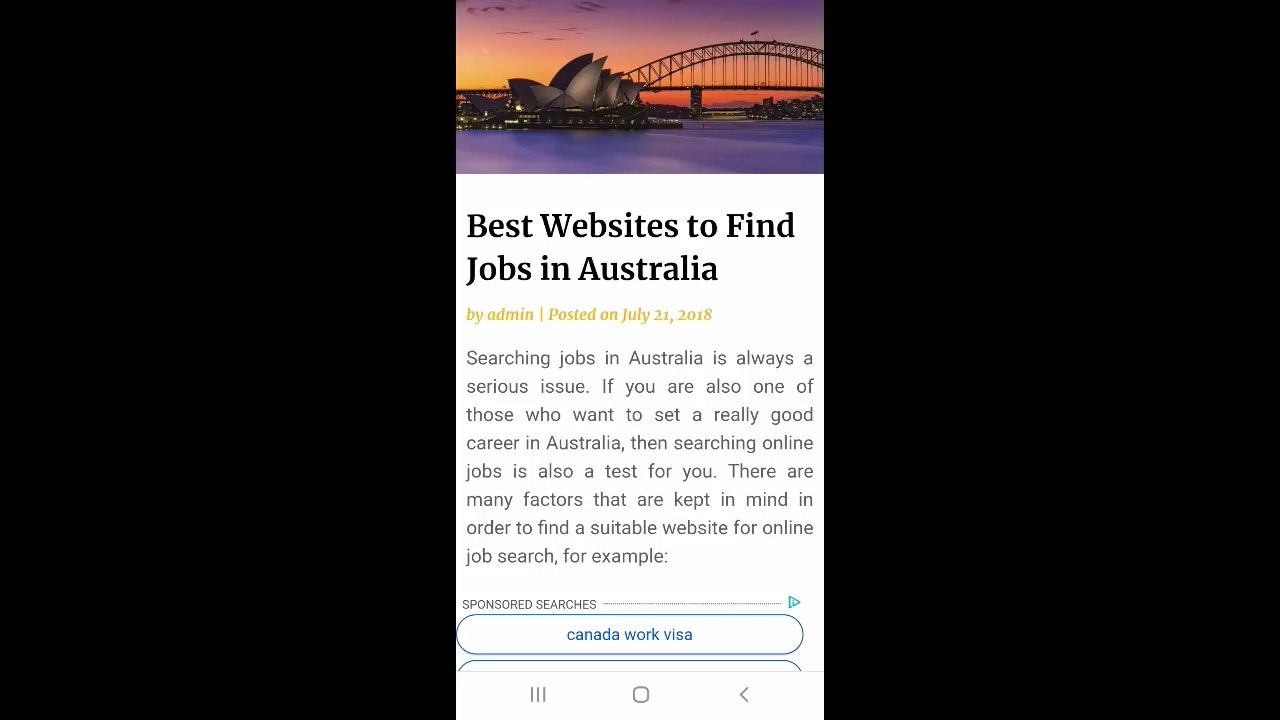 Best Websites to Find
Jobs in Australia
by admin | Posted on July 21, 2018
Searching jobs in Australia is always a
serious issue. If you are also one of
those who want to set a really good
career in Australia, then searching online
jobs is also a test for you. There are
many factors that are kept in mind in
order to find a suitable website for online
job search, for example:
SPONSORED SEARCHES
canada work visa